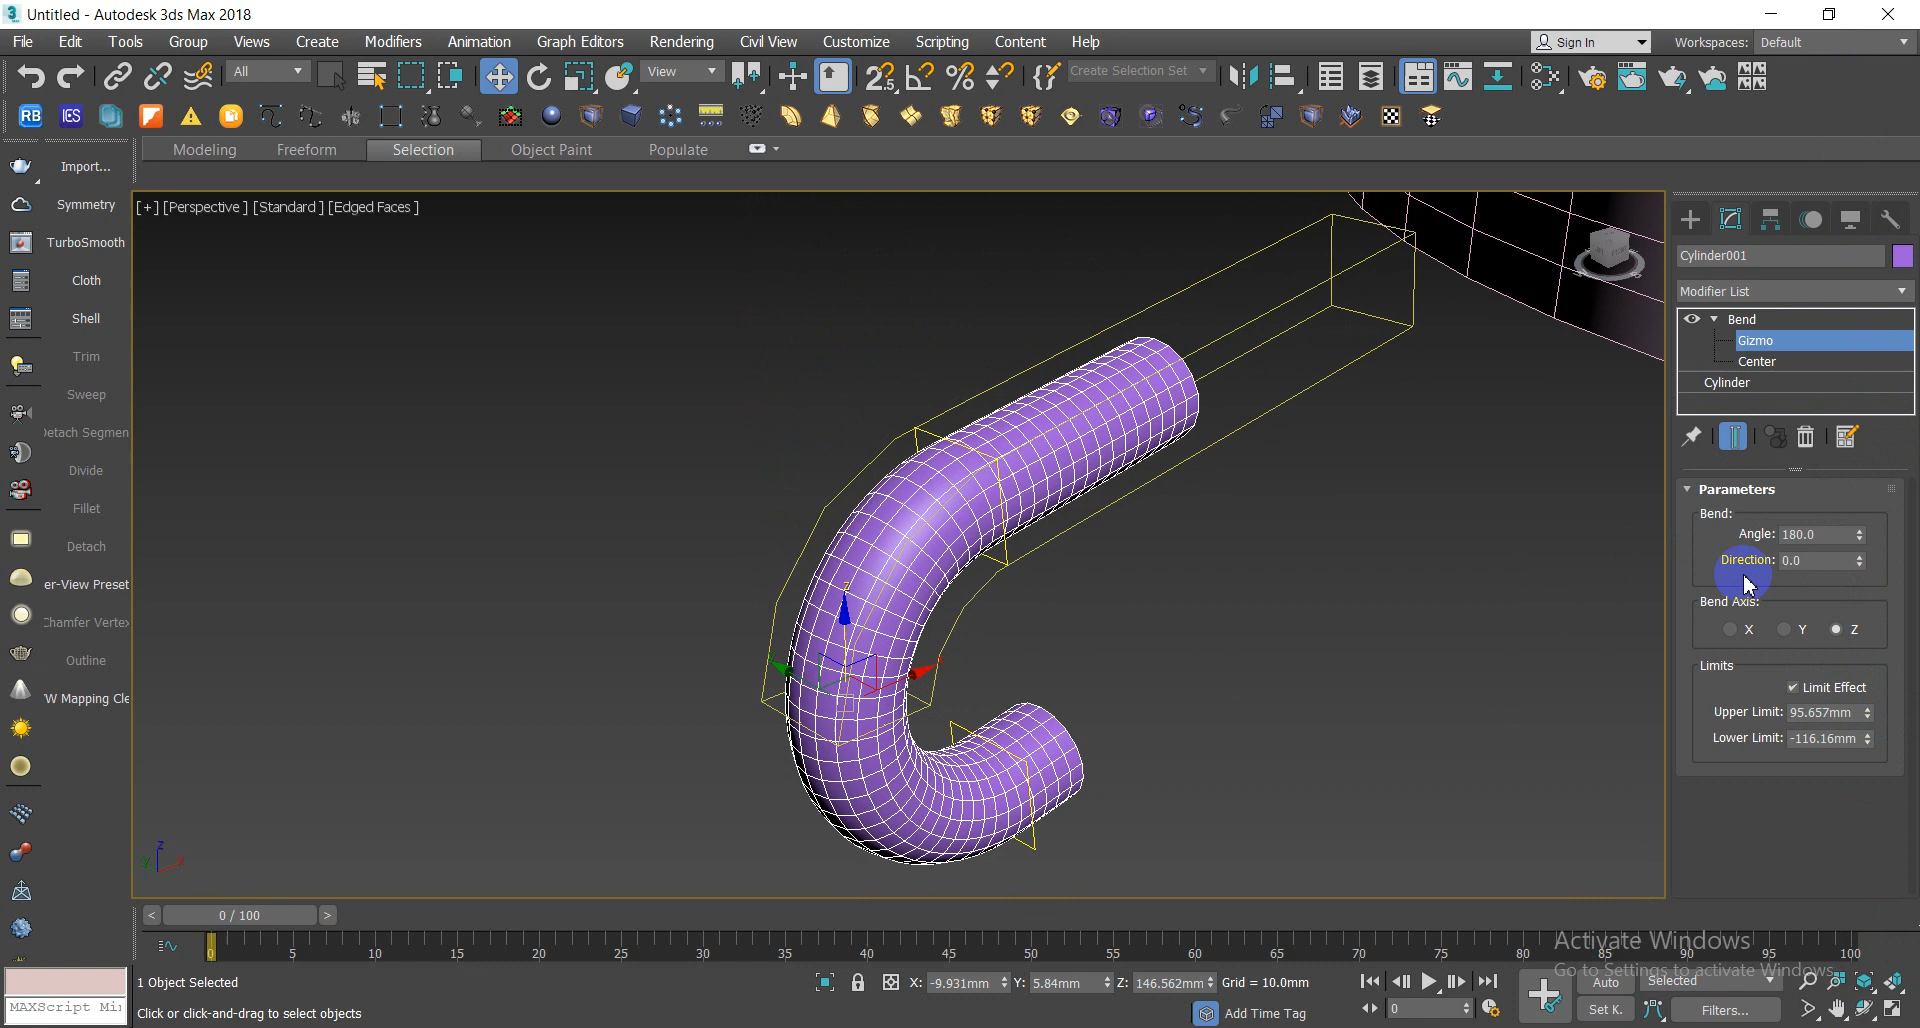 Untitled - Autodesk 3ds Max 2018
File Edit Tools Group Views Create Modifiers Animation Graph Editors Rendering Civil View Customize Scripting Content Help
Sign In Workspaces: Default
All View Create Selection Set
RB ICS
Modeling Freeform Selection Object Paint Populate
Import...
Symmetry
TurboSmooth
Cloth
Shell
Trim
Sweep
Detach Segmen
Divide
Fillet
Detach
er-View Preset
Chamfer Vertex
Outline
W Mapping Cle
[+] [Perspective ] [Standard ] [Edged Faces ]
Cylinder001
Modifier List
Bend
Gizmo
Center
Cylinder
Parameters
Bend:
Angle: 180.0
Direction: 0.0
Bend Axis:
X Y Z
Limits
Limit Effect
Upper Limit: 95.657mm
Lower Limit: -116.16mm
z
z
y x
< 0 / 100 >
0 5 10 15 20 25 30 35 40 45 50 55 60 65 70 75 80 85 90 95 100
Activate Windows
Go to Settings to activate Windows.
MAXScript Mi
1 Object Selected
Click or click-and-drag to select objects
X: -9.931mm Y: 5.84mm Z: 146.562mm Grid = 10.0mm
Add Time Tag
0
Auto Selected
Set K. Filters...